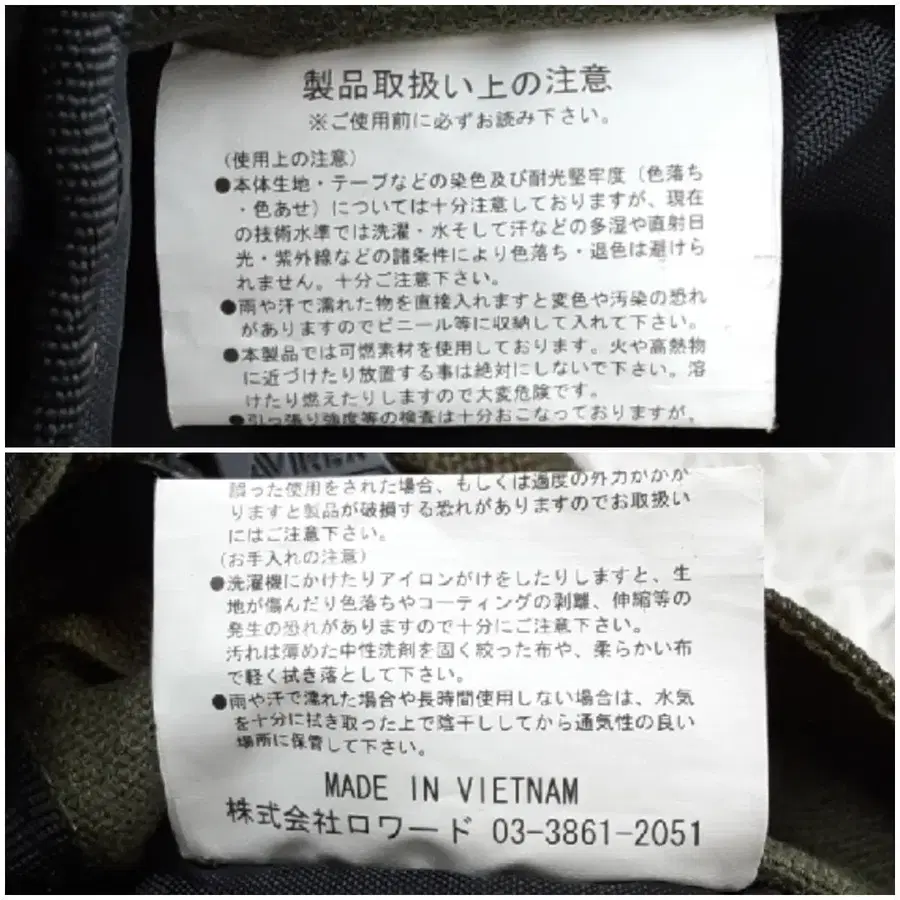 製品取扱い上の注意
※ご使用前に必ずお読み下さい。
(使用上の注意)
●本体生地・テープなどの染色及び耐光堅牢度(色落ち
・色あせ)については十分注意しておりますが、現在
の技術水準では洗濯・水そして汗などの多湿や直射日
光・紫外線などの諸条件により色落ち・退色は避けら
れません。十分ご注意下さい。
●雨や汗で濡れた物を直接入れますと変色や汚染の恐れ
がありますのでビニール等に収納して入れて下さい。
●本製品では可燃素材を使用しております。火や高熱物
に近づけたり放置する事は絶対にしないで下さい。溶
けたり燃えたりしますので大変危険です。
●引っ張り強度等の検査は十分おこなっておりますが、
誤った使用をされた場合、もしくは過度の外力がかか
りますと製品が破損する恐れがありますのでお取扱い
にはご注意下さい。
(お手入れの注意)
●洗濯機にかけたりアイロンがけをしたりしますと、生
地が傷んだり色落ちやコーティングの剥離、伸縮等の
発生の恐れがありますので十分にご注意下さい。
汚れは薄めた中性洗剤を固く絞った布や、柔らかい布
で軽く拭き落として下さい。
●雨や汗で濡れた場合や長時間使用しない場合は、水気
を十分に拭き取った上で陰干ししてから通気性の良い
場所に保管して下さい。
MADE IN VIETNAM
株式会社ロワード 03-3861-2051